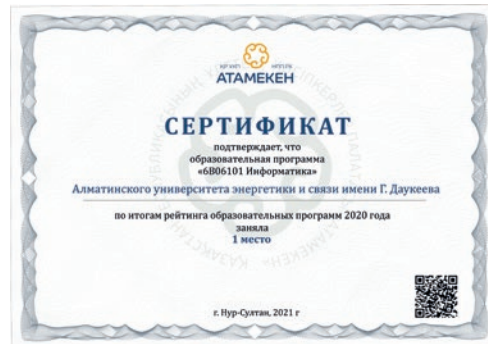 АТАМЕКЕН
СЕРТИФИКАТ
подтверждает, что
образовательная программа
«6В06101 Информатика»
Алматинского университета энергетики и связи имени Г. Даукеева
по итогам рейтинга образовательных программ 2020 года
заняла
1 место
г. Нур-Султан, 2021 г